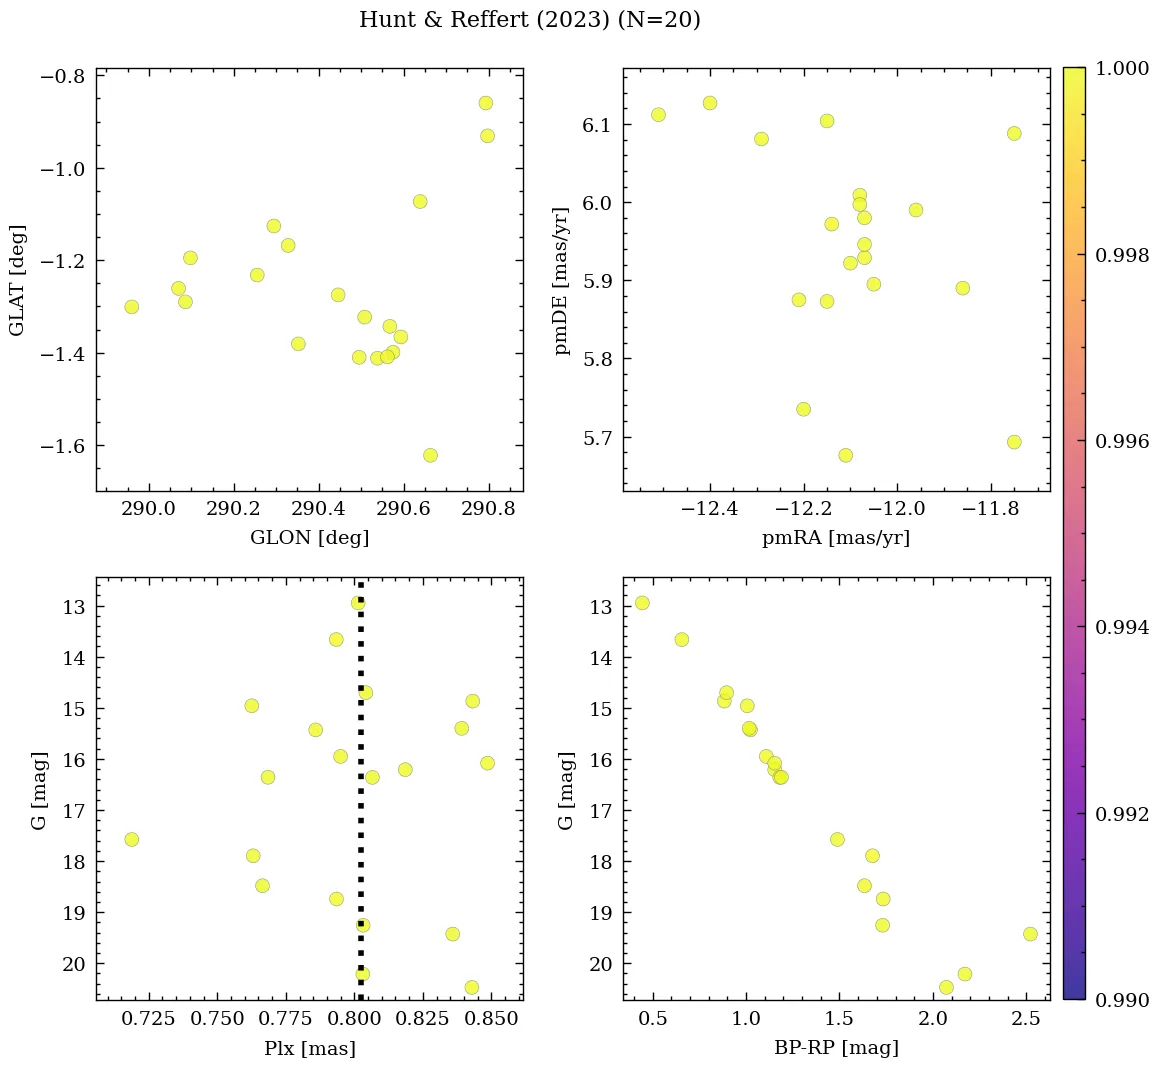 Hunt & Reffert (2023) (N=20)
−0.8
−1.0
−1.2
−1.4
−1.6
GLAT [deg]
290.0 290.2 290.4 290.6 290.8
GLON [deg]
6.1
6.0
5.9
5.8
5.7
pmDE [mas/yr]
−12.4 −12.2 −12.0 −11.8
pmRA [mas/yr]
13
14
15
16
17
18
19
20
G [mag]
0.725 0.750 0.775 0.800 0.825 0.850
Plx [mas]
13
14
15
16
17
18
19
20
G [mag]
0.5 1.0 1.5 2.0 2.5
BP-RP [mag]
1.000
0.998
0.996
0.994
0.992
0.990